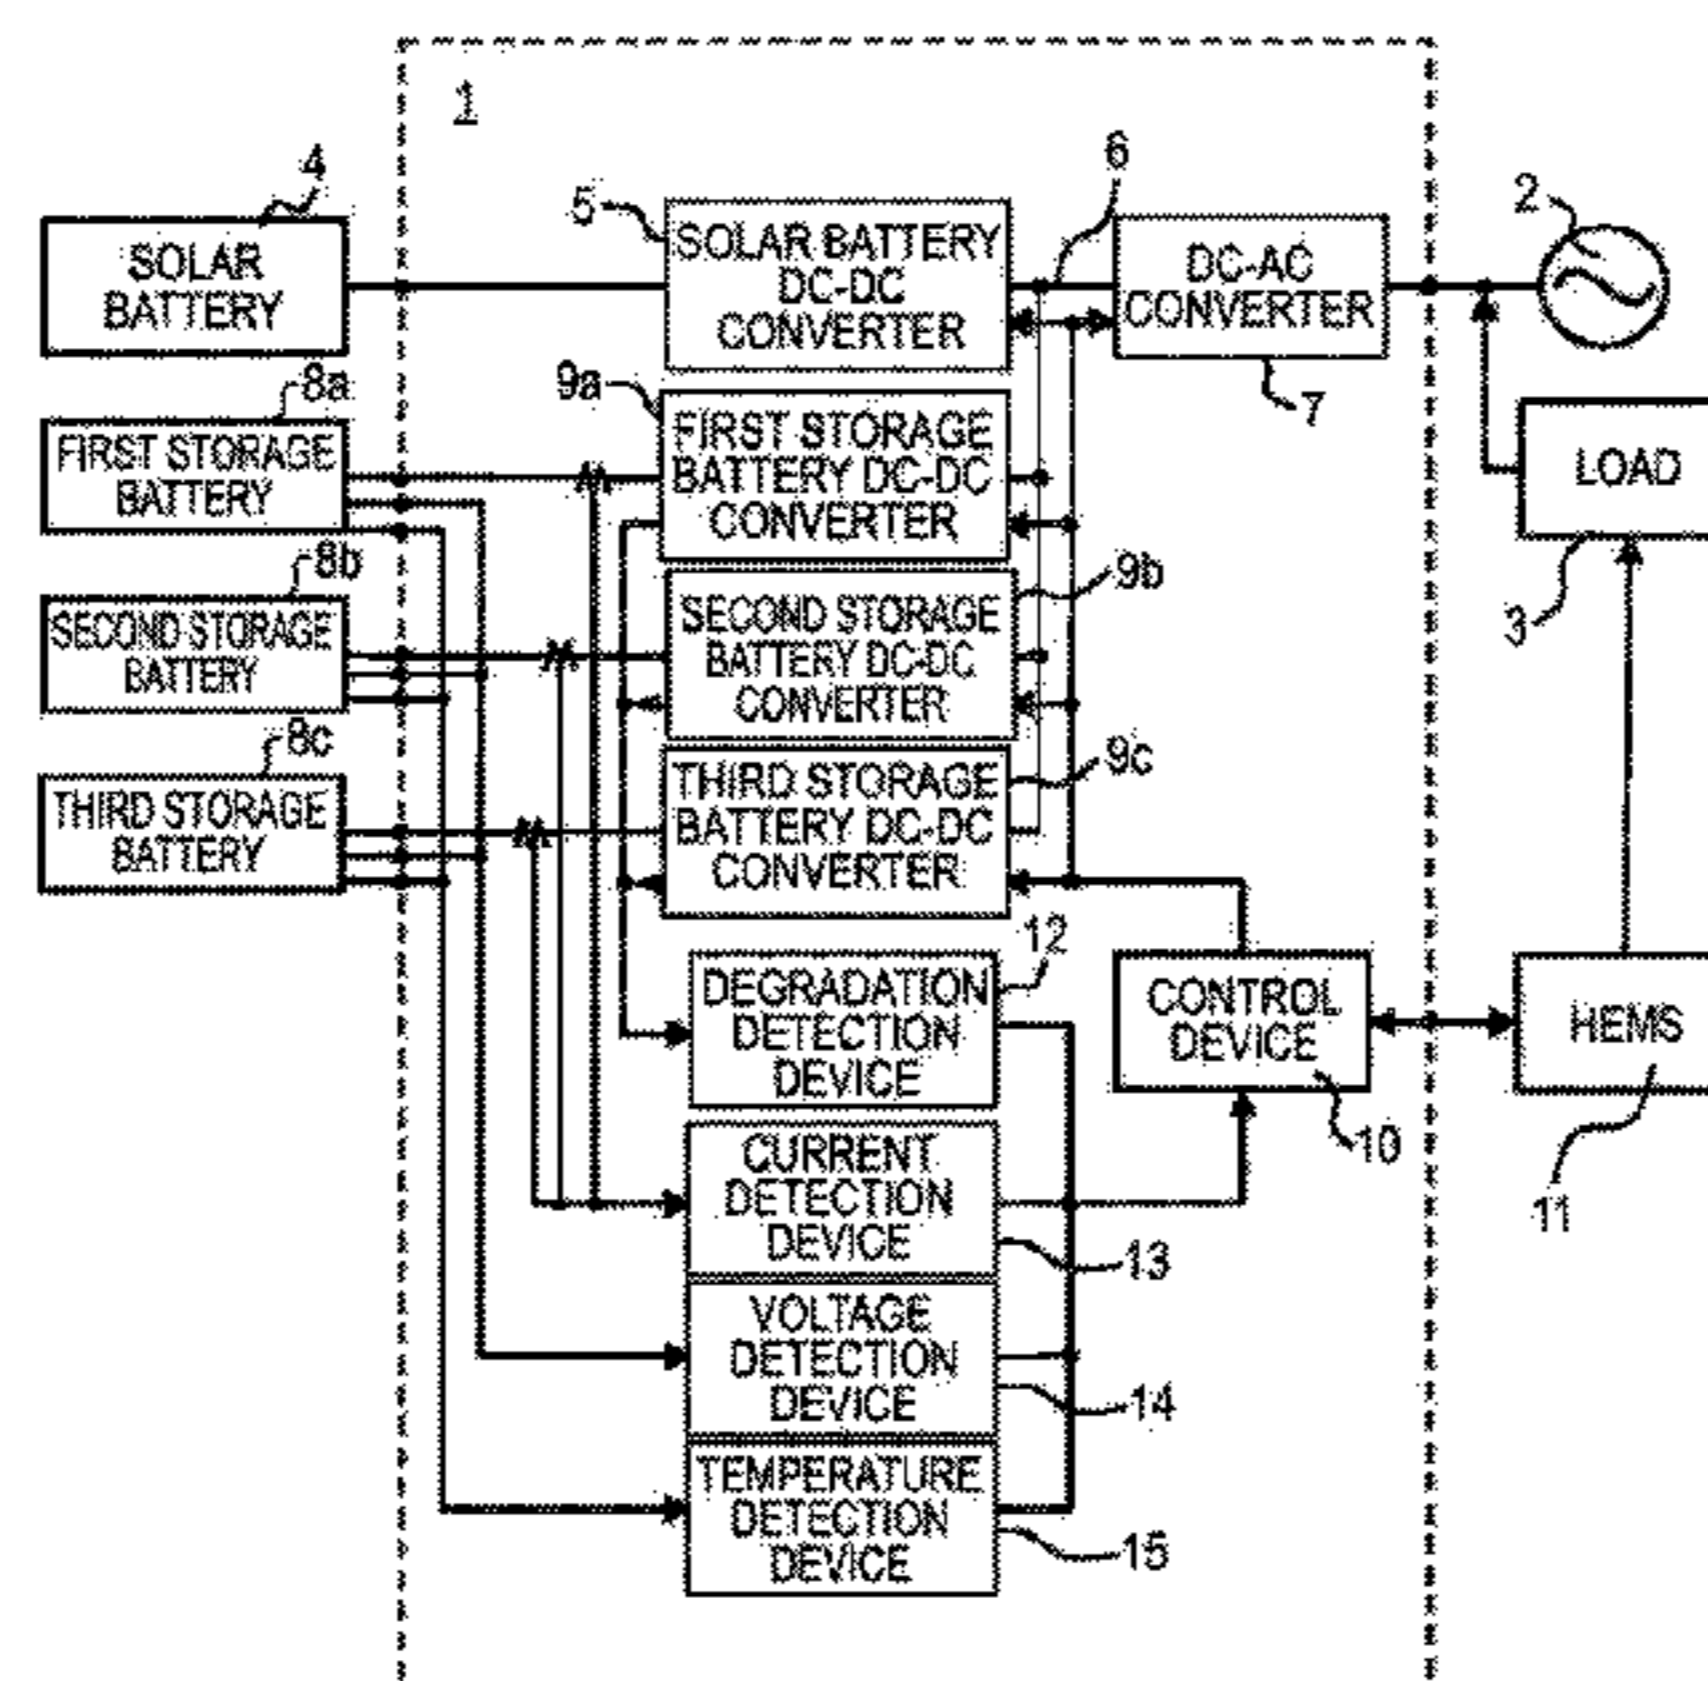 1
4
SOLAR
BATTERY
5
SOLAR BATTERY
DC-DC
CONVERTER
6
DC-AC
CONVERTER
7
2
8a
FIRST STORAGE
BATTERY
9a
FIRST STORAGE
BATTERY DC-DC
CONVERTER
LOAD
3
8b
SECOND STORAGE
BATTERY
9b
SECOND STORAGE
BATTERY DC-DC
CONVERTER
8c
THIRD STORAGE
BATTERY
9c
THIRD STORAGE
BATTERY DC-DC
CONVERTER
12
DEGRADATION
DETECTION
DEVICE
CONTROL
DEVICE
10
HEMS
11
CURRENT
DETECTION
DEVICE
13
VOLTAGE
DETECTION
DEVICE
14
TEMPERATURE
DETECTION
DEVICE
15